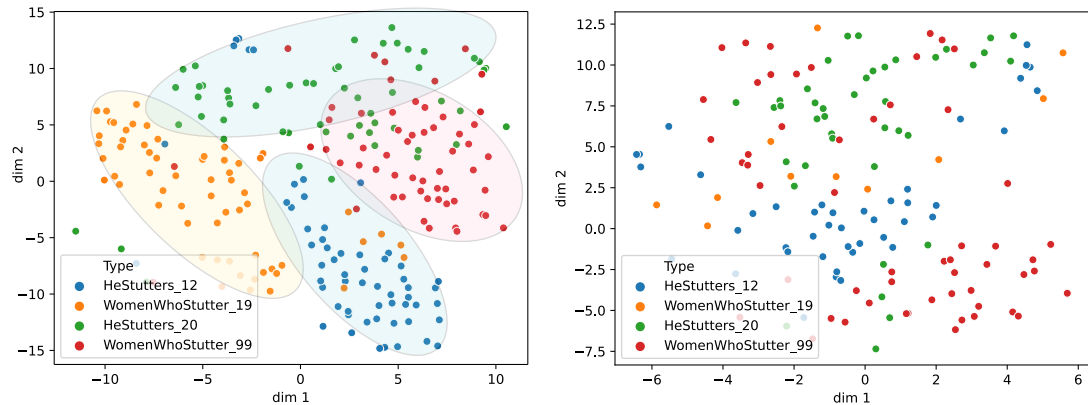 15
10
5
0
−5
−10
−15
dim 2
−10
−5
0
5
10
dim 1
Type
HeStutters_12
WomenWhoStutter_19
HeStutters_20
WomenWhoStutter_99
12.5
10.0
7.5
5.0
2.5
0.0
−2.5
−5.0
−7.5
dim 2
−6
−4
−2
0
2
4
6
dim 1
Type
HeStutters_12
WomenWhoStutter_19
HeStutters_20
WomenWhoStutter_99